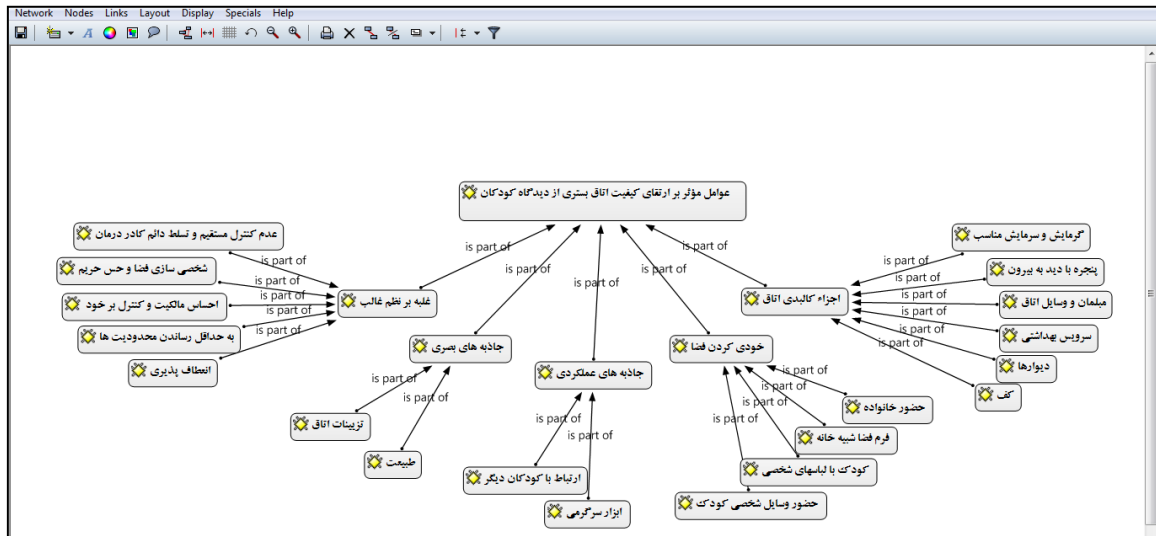 Network Nodes Links Layout Display Specials Help
عوامل مؤثر بر ارتقای کیفیت اتاق بستری از دیدگاه کودکان
is part of
is part of
is part of
is part of
is part of
غلبه بر نظم غالب
عدم کنترل مستقیم و تسلط دائم کادر درمان
is part of
شخصی سازی فضا و حس حریم
is part of
احساس مالکیت و کنترل بر خود
is part of
به حداقل رساندن محدودیت ها
is part of
انعطاف پذیری
is part of
جاذبه های بصری
is part of
تزیینات اتاق
is part of
طبیعت
جاذبه های عملکردی
is part of
ارتباط با کودکان دیگر
is part of
ابزار سرگرمی
خودی کردن فضا
is part of
حضور خانواده
is part of
فرم فضا شبیه خانه
is part of
کودک با لباسهای شخصی
is part of
حضور وسایل شخصی کودک
اجزاء کالبدی اتاق
is part of
گرمایش و سرمایش مناسب
is part of
پنجره با دید به بیرون
is part of
مبلمان و وسایل اتاق
is part of
سرویس بهداشتی
is part of
دیوارها
is part of
کف